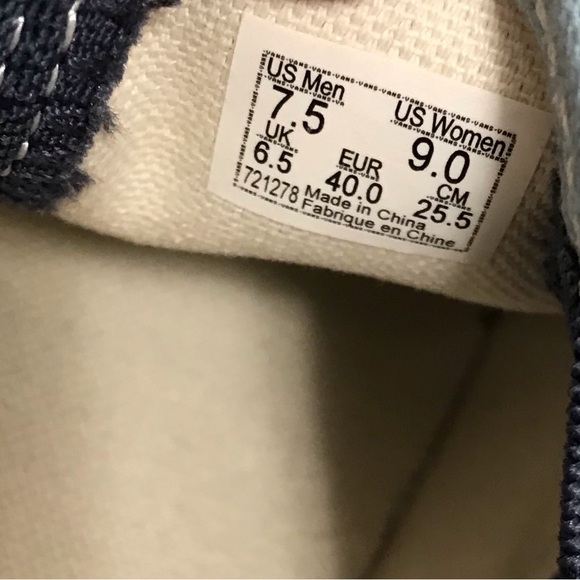 US Men US Women
7.5 9.0
UK EUR CM
6.5 40.0 25.5
721278 Made in China
Fabrique en Chine